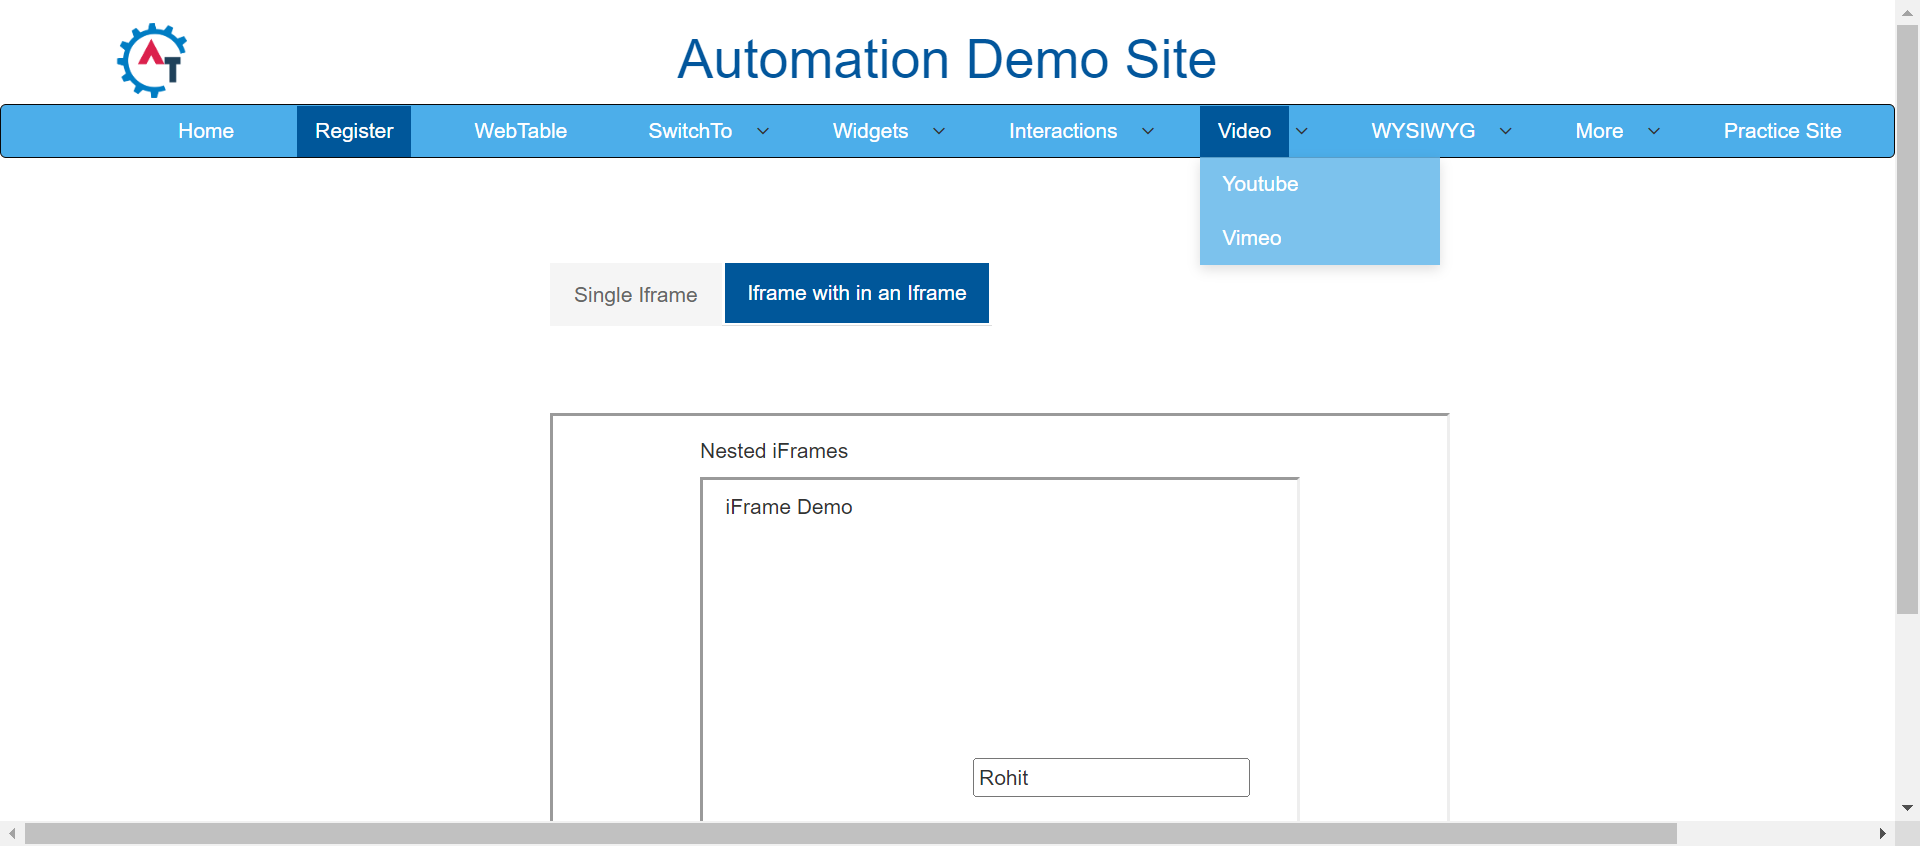 AT
Automation Demo Site
Home Register WebTable SwitchTo Widgets Interactions Video WYSIWYG More Practice Site
Youtube
Vimeo
Single Iframe Iframe with in an Iframe
Nested iFrames
iFrame Demo
Rohit